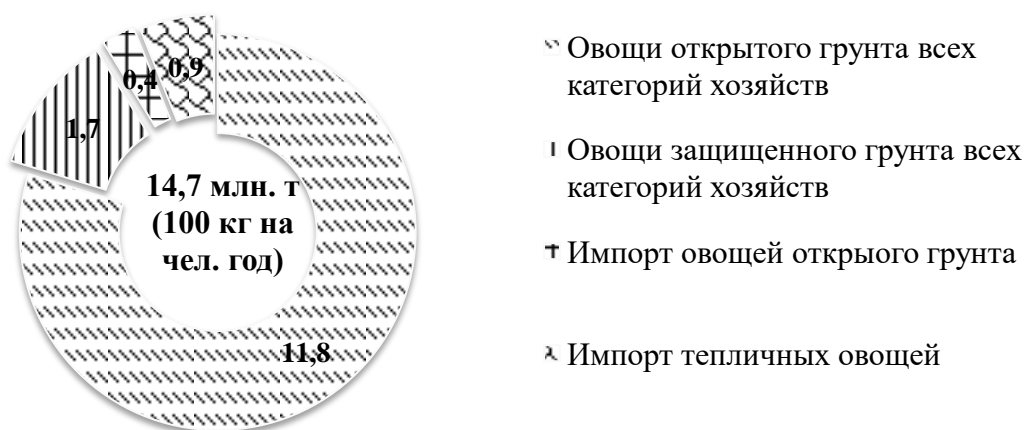 0,9
0,4
1,7
14,7 млн. т
(100 кг на
чел. год)
11,8
Овощи открытого грунта всех
категорий хозяйств
Овощи защищенного грунта всех
категорий хозяйств
Импорт овощей открыого грунта
Импорт тепличных овощей